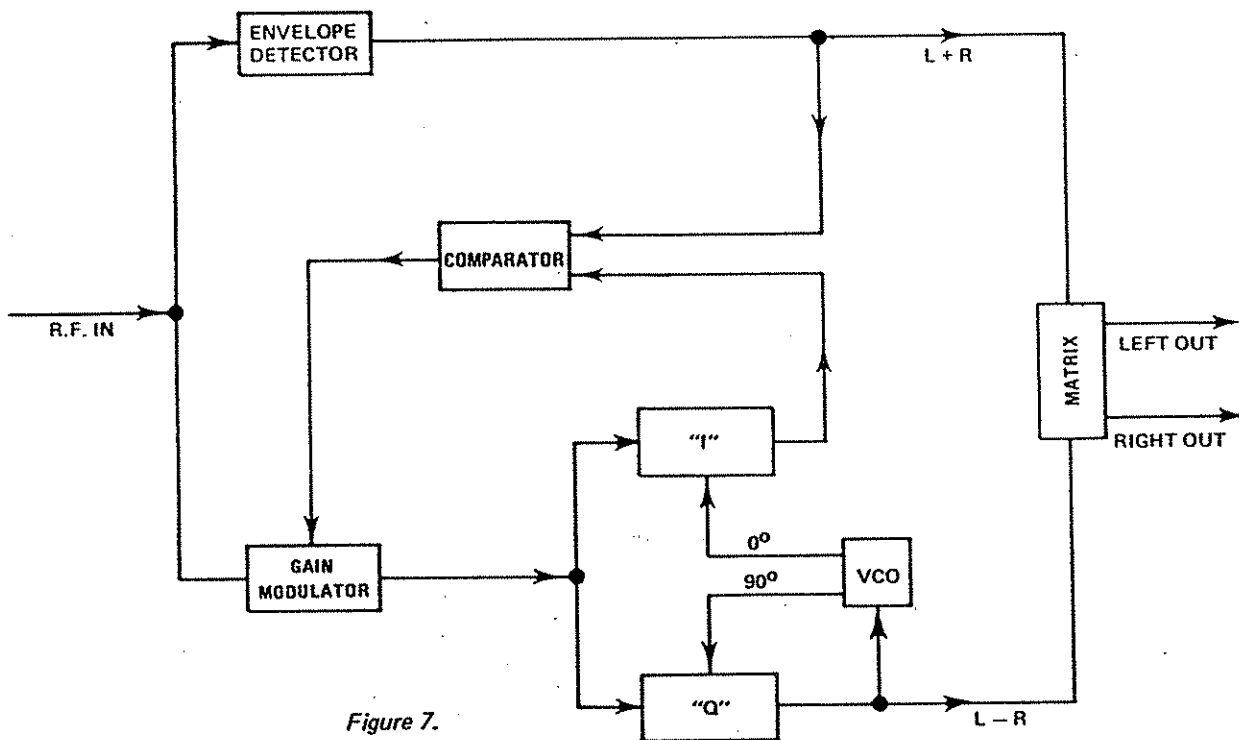 ENVELOPE
DETECTOR
L + R
COMPARATOR
R.F. IN
MATRIX
LEFT OUT
RIGHT OUT
"I"
0°
VCO
90°
GAIN
MODULATOR
"Q"
L – R
Figure 7.